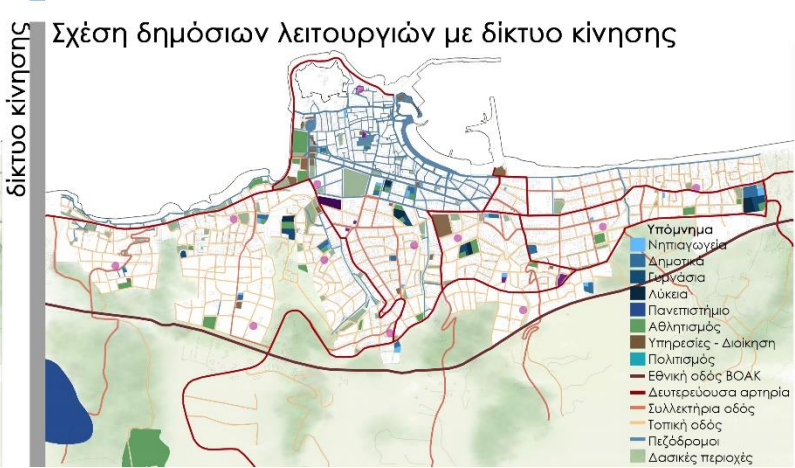 δίκτυο κίνησης
Σχέση δημόσιων λειτουργιών με δίκτυο κίνησης
Υπόμνημα
Νηπιαγωγεία
Δημοτικά
Γυμνάσια
Λύκεια
Πανεπιστήμιο
Αθλητισμός
Υπηρεσίες - Διοίκηση
Πολιτισμός
Εθνική οδός ΒΟΑΚ
Δευτερεύουσα αρτηρία
Συλλεκτήρια οδός
Τοπική οδός
Πεζόδρομοι
Δασικές περιοχές